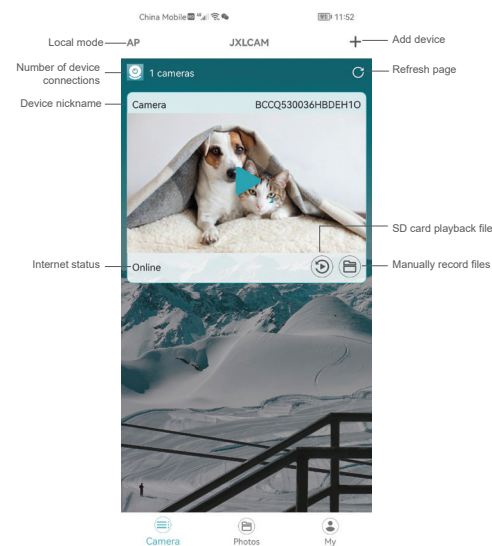 China Mobile HD 11:52
Local mode
AP
JXLCAM
Add device
Number of device
connections
1 cameras
Refresh page
Device nickname
Camera
BCCQ530036HBDEH1O
SD card playback file
Internet status
Online
Manually record files
Camera
Photos
My